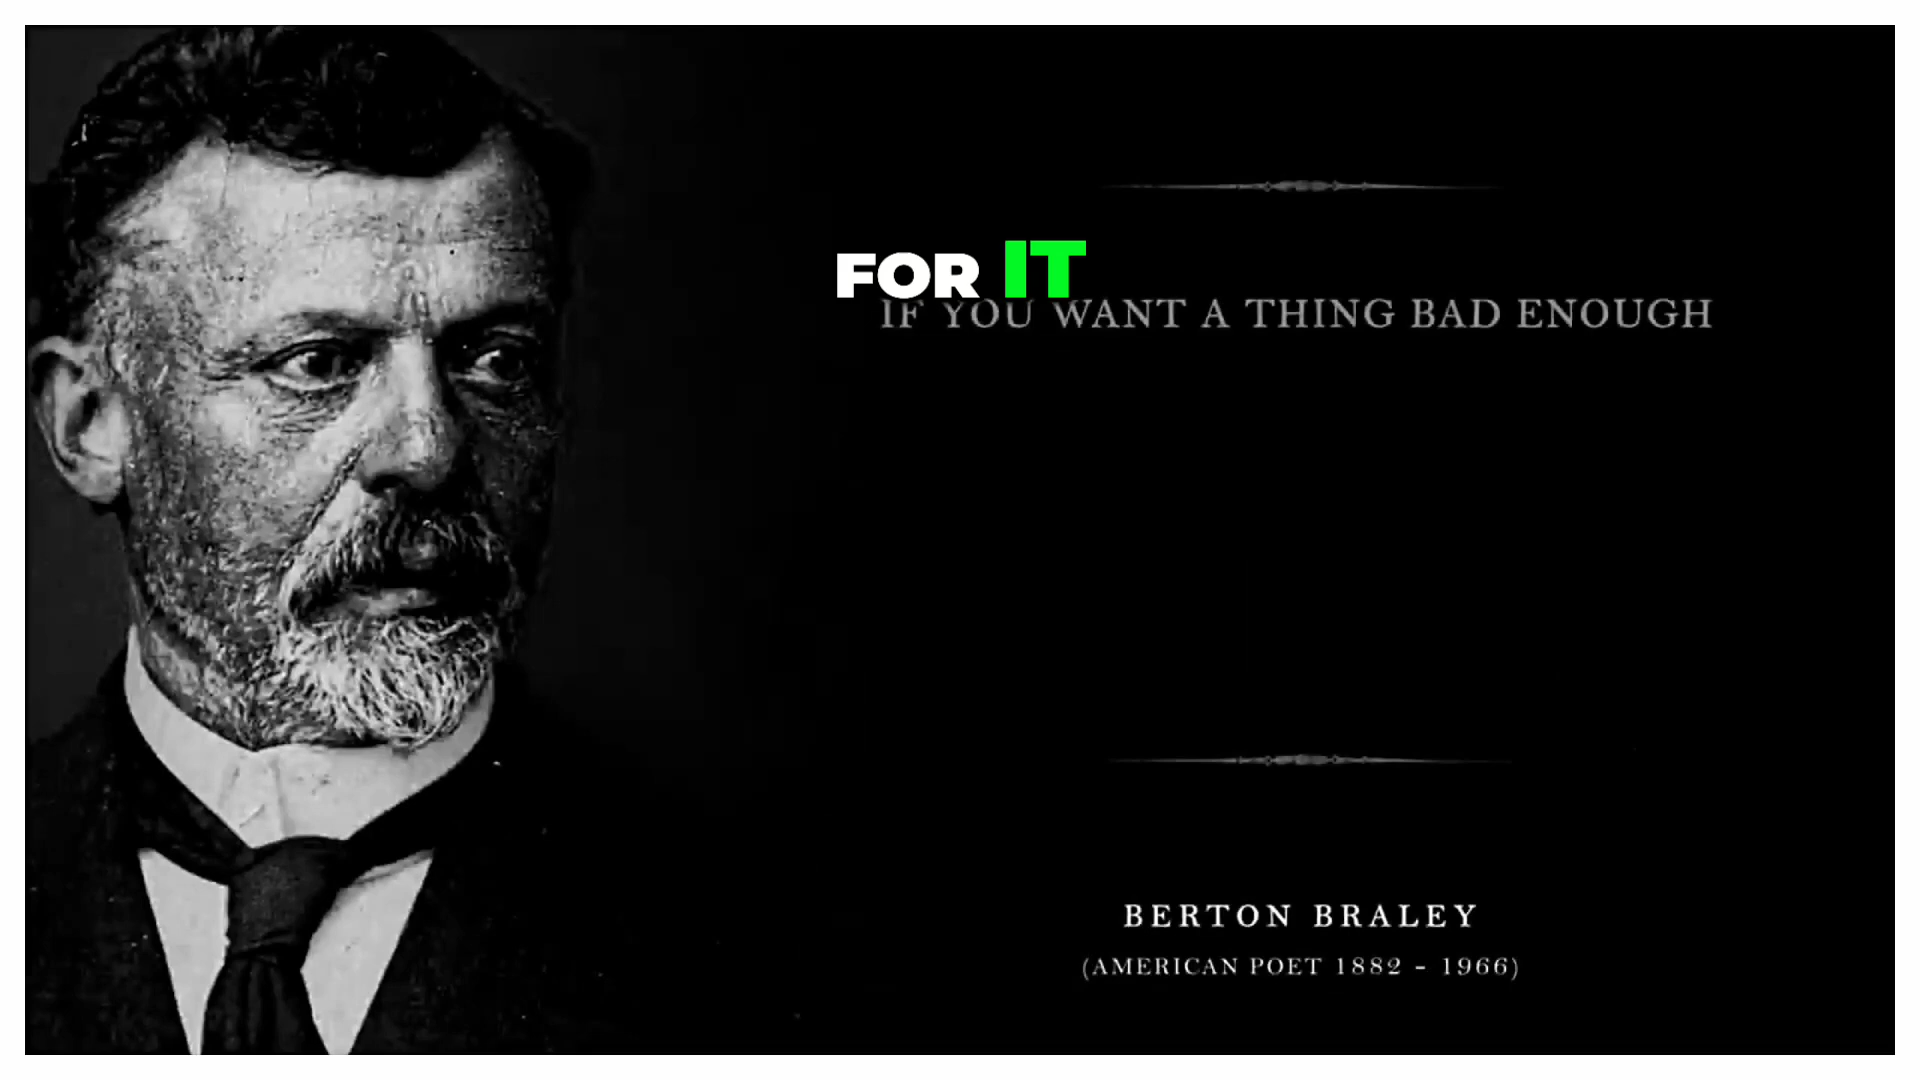 FOR IT
IF YOU WANT A THING BAD ENOUGH
BERTON BRALEY
(AMERICAN POET 1882 - 1966)